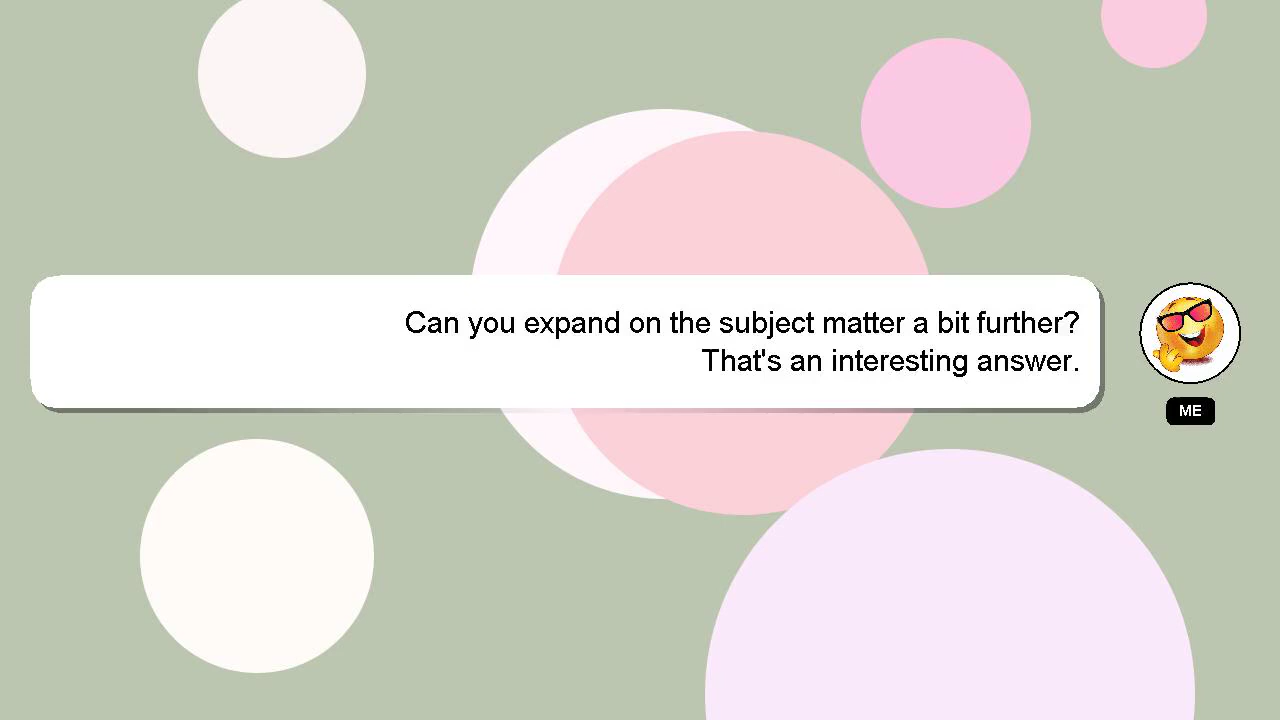 Can you expand on the subject matter a bit further?
That's an interesting answer.
ME